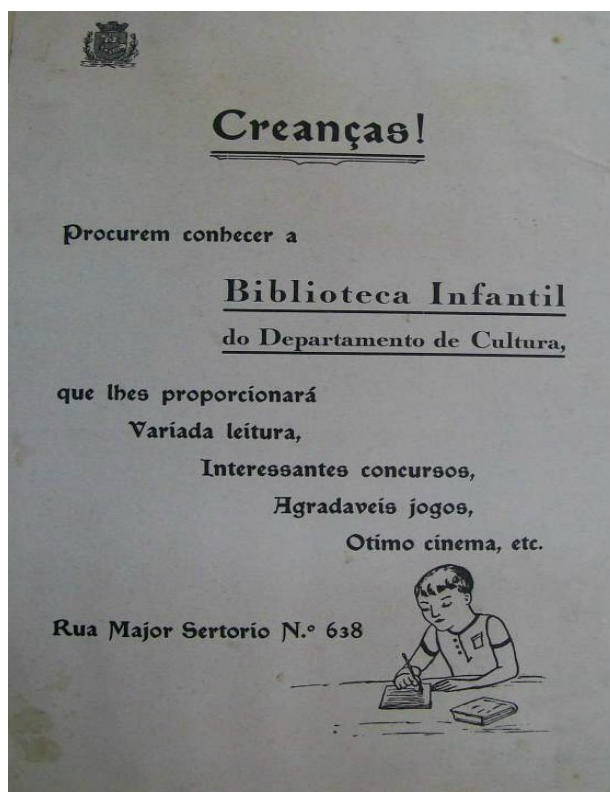 Creanças!
Procurem conhecer a
Biblioteca Infantil
do Departamento de Cultura,
que lhes proporcionará
Variada leitura,
Interessantes concursos,
Agradaveis jogos,
Otimo cinema, etc.
Rua Major Sertorio N.º 638